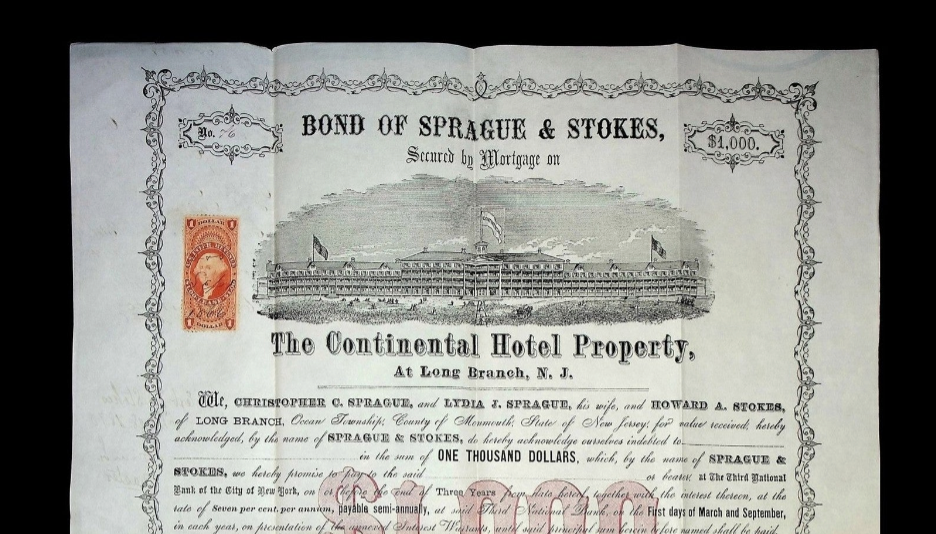 No. 76
BOND OF SPRAGUE & STOKES,
$1,000.
Secured by Mortgage on
1 DOLLAR 1
1 DOLLAR 1
The Continental Hotel Property,
At Long Branch, N. J.
We, CHRISTOPHER C. SPRAGUE, and LYDIA J. SPRAGUE, his wife, and HOWARD A. STOKES,
of LONG BRANCH, Ocean Township, County of Monmouth, State of New Jersey, for value received, hereby
acknowledged, by the name of SPRAGUE & STOKES, do hereby acknowledge ourselves indebted to
in the sum of ONE THOUSAND DOLLARS, which, by the name of SPRAGUE &
STOKES, we hereby promise to pay to the said or bearer, at The Third National
Bank of the City of New York, on or before the end of Three Years from date hereof, together with the interest thereon, at the
rate of Seven per cent. per annum, payable semi-annually, at said Third National Bank, on the First days of March and September,
in each year, on presentation of the annexed Interest Warrants, until said principal sum herein before named shall be paid.
$1,000